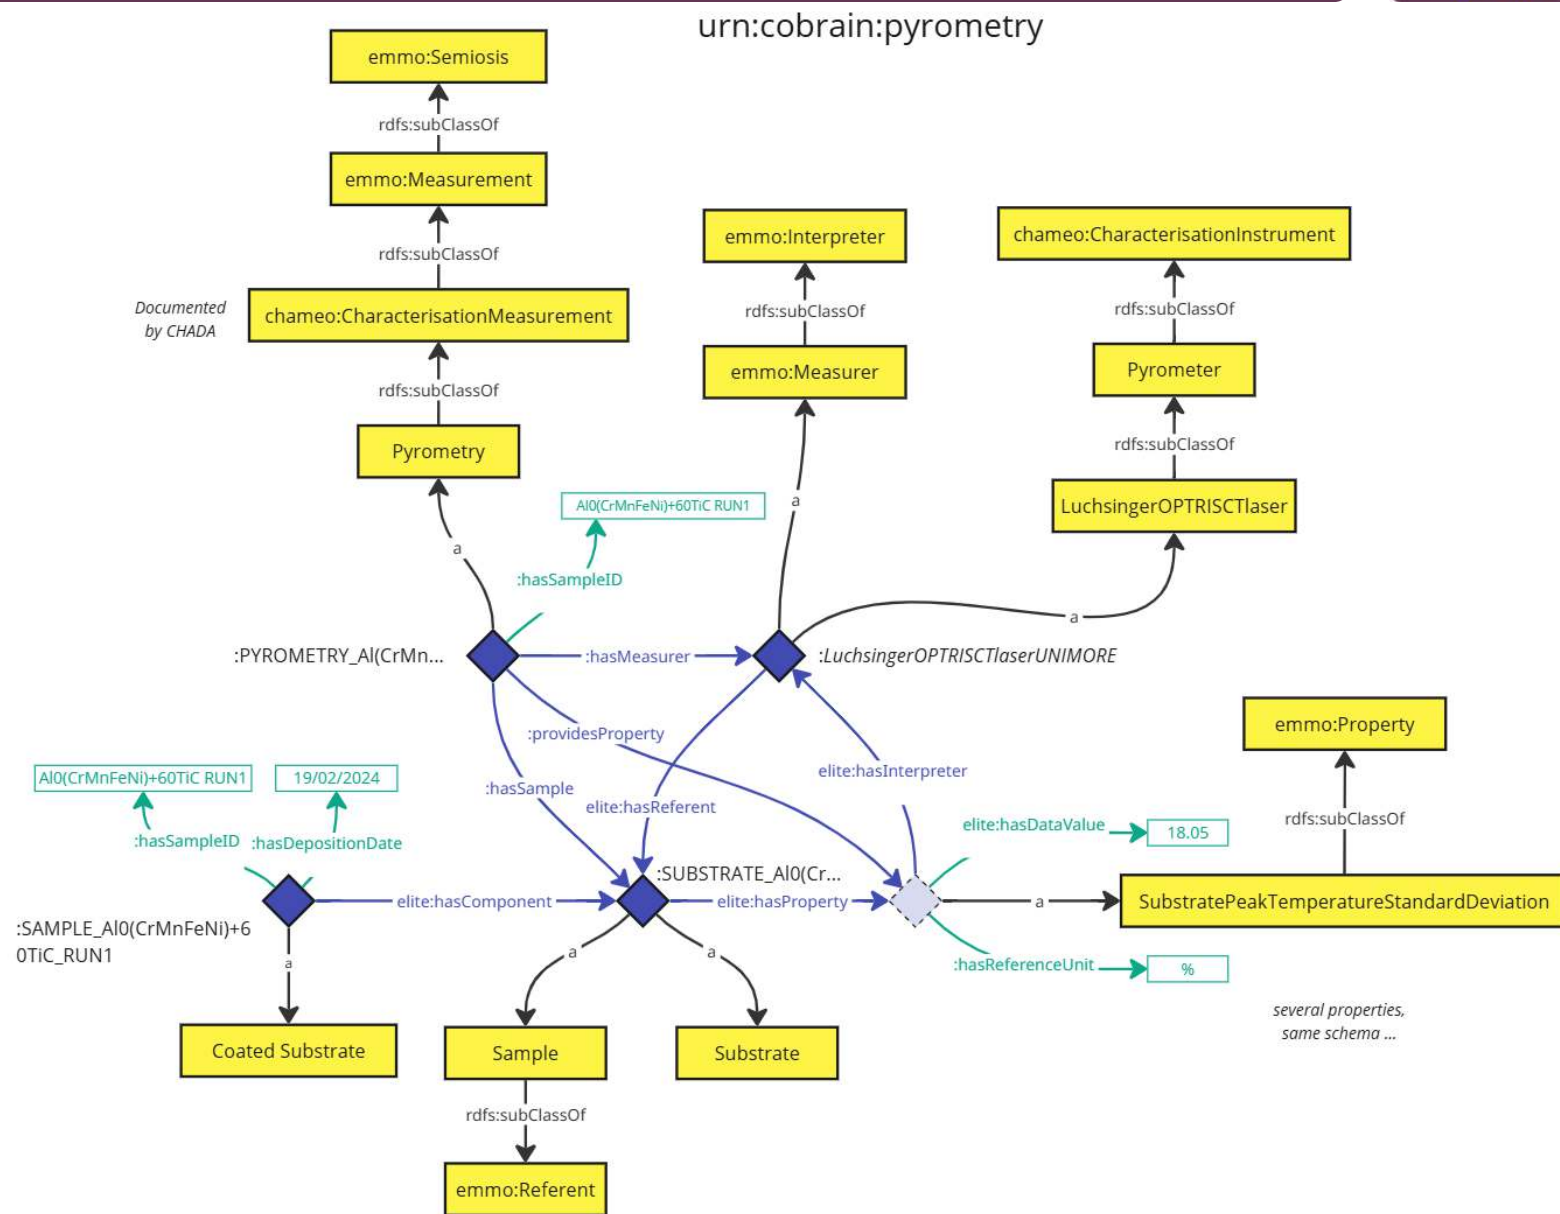 urn:cobrain:pyrometry
emmo:Semiosis
rdfs:subClassOf
emmo:Measurement
rdfs:subClassOf
Documented
by CHADA
chameo:CharacterisationMeasurement
rdfs:subClassOf
Pyrometry
a
emmo:Interpreter
rdfs:subClassOf
emmo:Measurer
a
chameo:CharacterisationInstrument
rdfs:subClassOf
Pyrometer
rdfs:subClassOf
LuchsingerOPTRISCTlaser
a
Al0(CrMnFeNi)+60TiC RUN1
:hasSampleID
:PYROMETRY_Al(CrMn...
:hasMeasurer
:LuchsingerOPTRISCTlaserUNIMORE
:providesProperty
:hasSample
elite:hasReferent
elite:hasInterpreter
emmo:Property
rdfs:subClassOf
Al0(CrMnFeNi)+60TiC RUN1
19/02/2024
:hasSampleID
:hasDepositionDate
elite:hasDataValue
18.05
:SUBSTRATE_Al0(Cr...
elite:hasComponent
elite:hasProperty
a
SubstratePeakTemperatureStandardDeviation
:SAMPLE_Al0(CrMnFeNi)+6
0TiC_RUN1
:hasReferenceUnit
%
a
a
a
several properties,
same schema ...
Coated Substrate
Sample
Substrate
rdfs:subClassOf
emmo:Referent